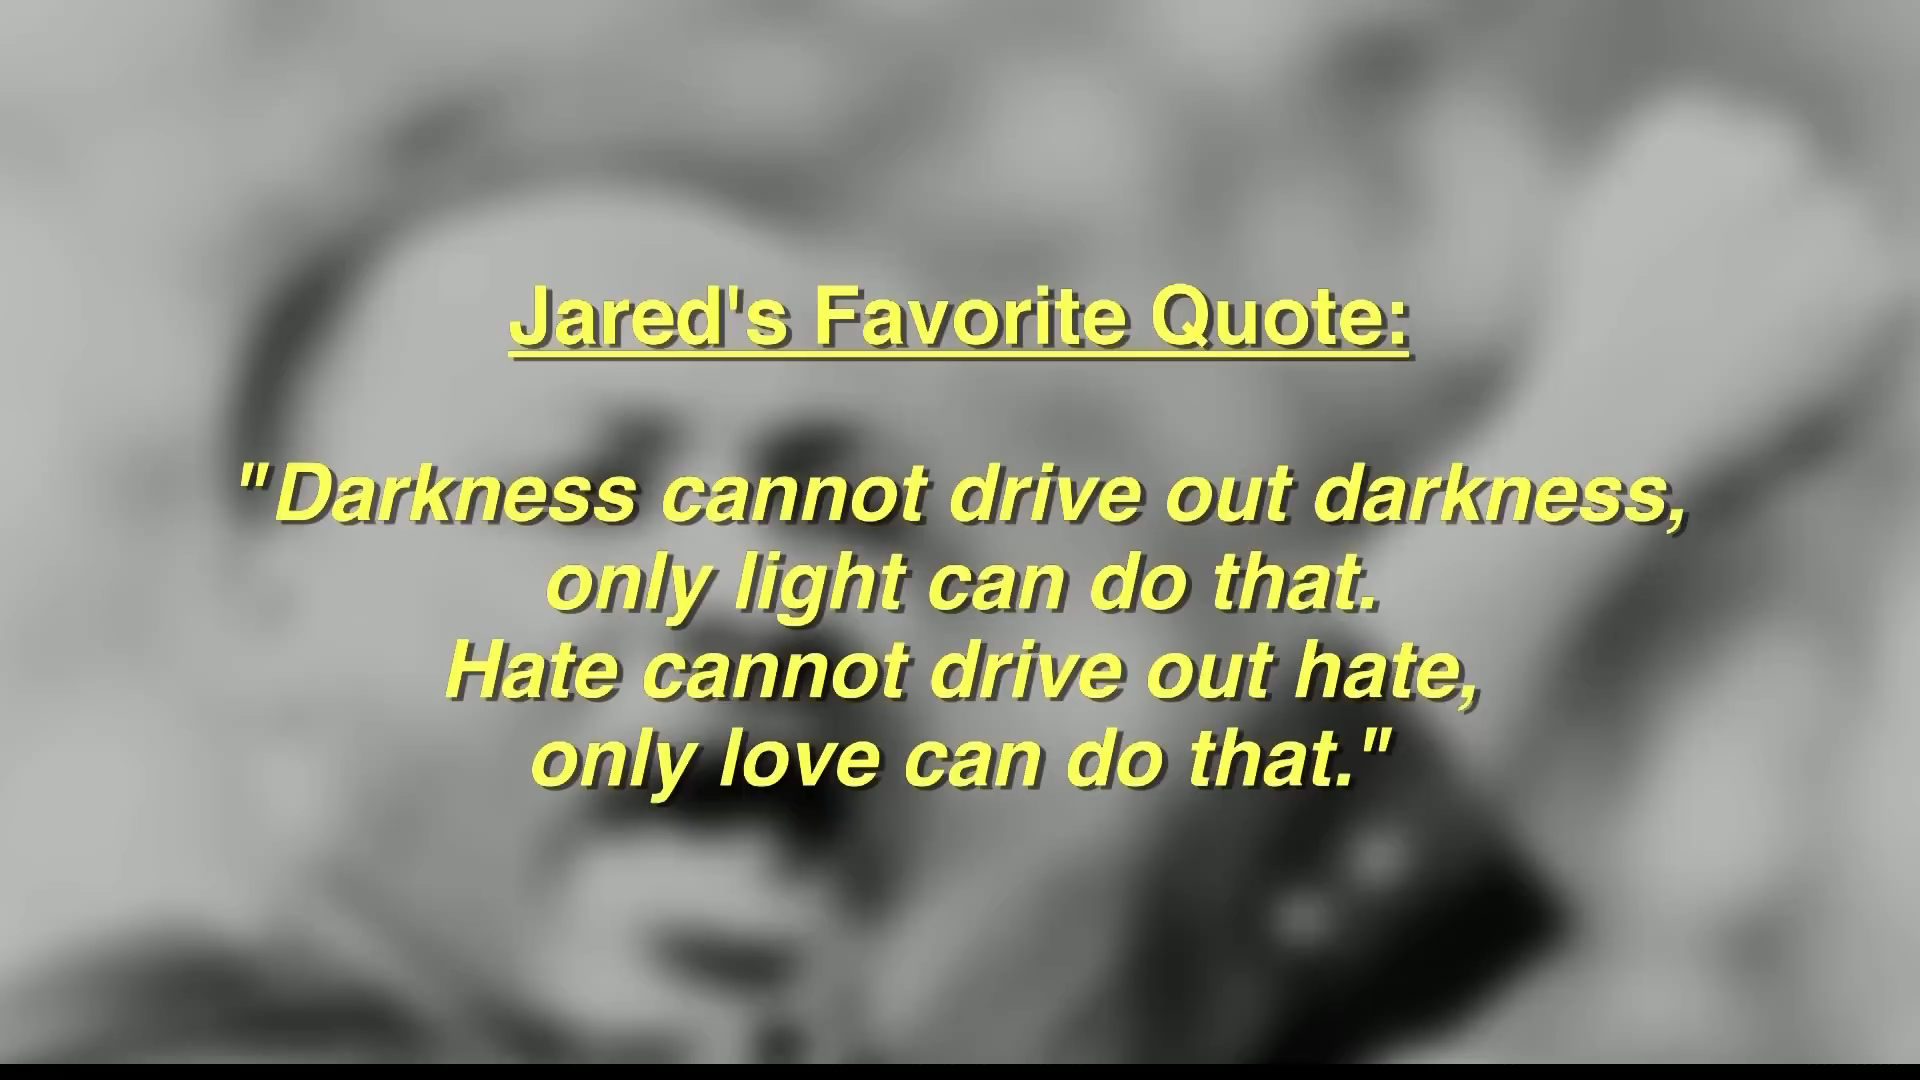 Jared's Favorite Quote:
"Darkness cannot drive out darkness,
only light can do that.
Hate cannot drive out hate,
only love can do that."